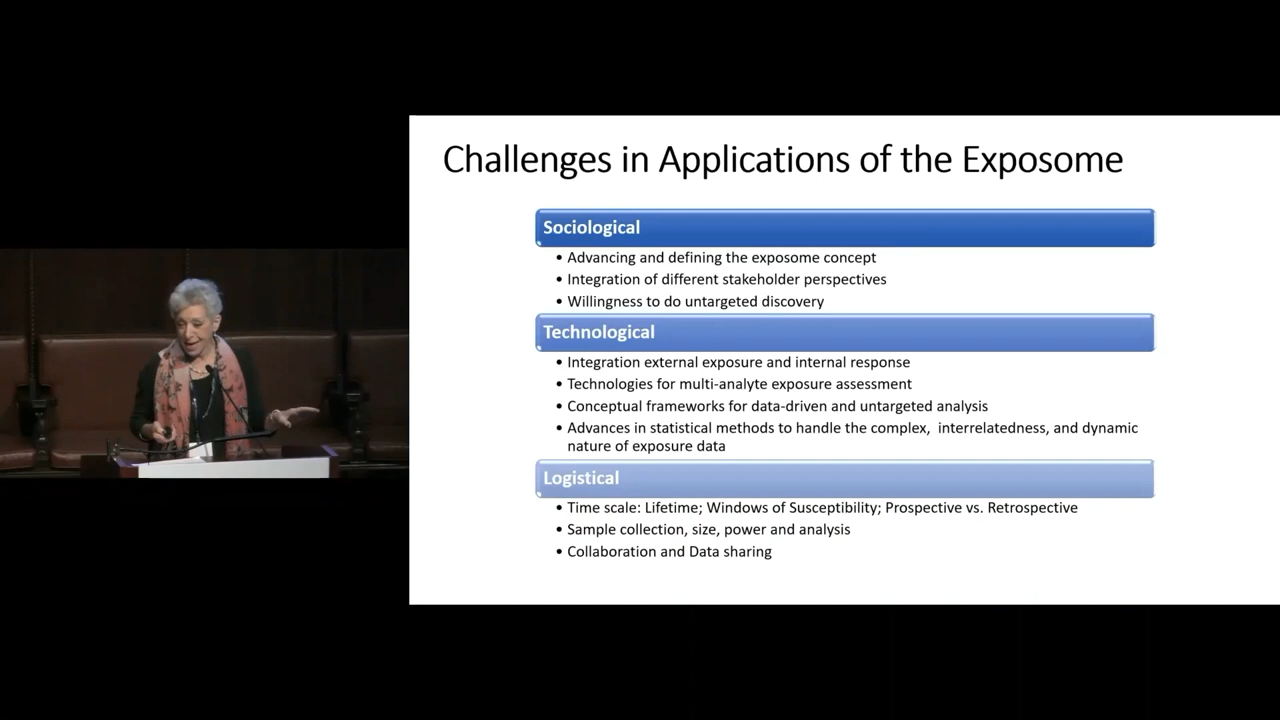 Challenges in Applications of the Exposome
Sociological
• Advancing and defining the exposome concept
• Integration of different stakeholder perspectives
• Willingness to do untargeted discovery
Technological
• Integration external exposure and internal response
• Technologies for multi-analyte exposure assessment
• Conceptual frameworks for data-driven and untargeted analysis
• Advances in statistical methods to handle the complex,  interrelatedness, and dynamic
nature of exposure data
Logistical
• Time scale: Lifetime; Windows of Susceptibility; Prospective vs. Retrospective
• Sample collection, size, power and analysis
• Collaboration and Data sharing